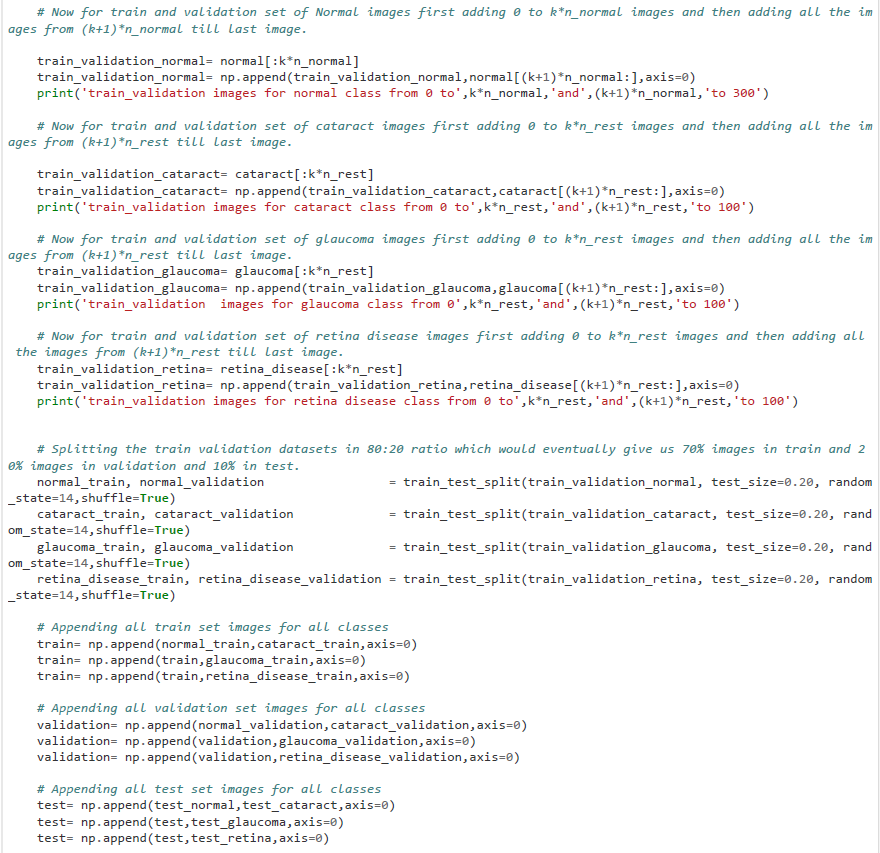 # Now for train and validation set of Normal images first adding 0 to k*n_normal images and then adding all the im
ages from (k+1)*n_normal till last image.
train_validation_normal= normal[:k*n_normal]
train_validation_normal= np.append(train_validation_normal,normal[(k+1)*n_normal:],axis=0)
print('train_validation images for normal class from 0 to',k*n_normal,'and',(k+1)*n_normal,'to 300')
# Now for train and validation set of cataract images first adding 0 to k*n_rest images and then adding all the im
ages from (k+1)*n_rest till last image.
train_validation_cataract= cataract[:k*n_rest]
train_validation_cataract= np.append(train_validation_cataract,cataract[(k+1)*n_rest:],axis=0)
print('train_validation images for cataract class from 0 to',k*n_rest,'and',(k+1)*n_rest,'to 100')
# Now for train and validation set of glaucoma images first adding 0 to k*n_rest images and then adding all the im
ages from (k+1)*n_rest till last image.
train_validation_glaucoma= glaucoma[:k*n_rest]
train_validation_glaucoma= np.append(train_validation_glaucoma,glaucoma[(k+1)*n_rest:],axis=0)
print('train_validation  images for glaucoma class from 0',k*n_rest,'and',(k+1)*n_rest,'to 100')
# Now for train and validation set of retina disease images first adding 0 to k*n_rest images and then adding all
the images from (k+1)*n_rest till last image.
train_validation_retina= retina_disease[:k*n_rest]
train_validation_retina= np.append(train_validation_retina,retina_disease[(k+1)*n_rest:],axis=0)
print('train_validation images for retina disease class from 0 to',k*n_rest,'and',(k+1)*n_rest,'to 100')
# Splitting the train validation datasets in 80:20 ratio which would eventually give us 70% images in train and 2
0% images in validation and 10% in test.
normal_train, normal_validation                 = train_test_split(train_validation_normal, test_size=0.20, random
_state=14,shuffle=True)
cataract_train, cataract_validation             = train_test_split(train_validation_cataract, test_size=0.20, rand
om_state=14,shuffle=True)
glaucoma_train, glaucoma_validation             = train_test_split(train_validation_glaucoma, test_size=0.20, rand
om_state=14,shuffle=True)
retina_disease_train, retina_disease_validation = train_test_split(train_validation_retina, test_size=0.20, random
_state=14,shuffle=True)
# Appending all train set images for all classes
train= np.append(normal_train,cataract_train,axis=0)
train= np.append(train,glaucoma_train,axis=0)
train= np.append(train,retina_disease_train,axis=0)
# Appending all validation set images for all classes
validation= np.append(normal_validation,cataract_validation,axis=0)
validation= np.append(validation,glaucoma_validation,axis=0)
validation= np.append(validation,retina_disease_validation,axis=0)
# Appending all test set images for all classes
test= np.append(test_normal,test_cataract,axis=0)
test= np.append(test,test_glaucoma,axis=0)
test= np.append(test,test_retina,axis=0)